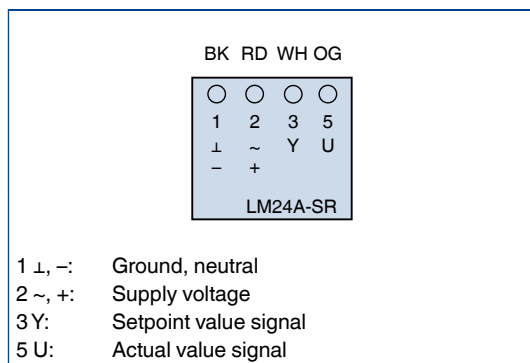 BK RD WH OG
1 2 3 5
⊥ ~ Y U
– +
LM24A-SR
1 ⊥, –: Ground, neutral
2 ~, +: Supply voltage
3 Y: Setpoint value signal
5 U: Actual value signal